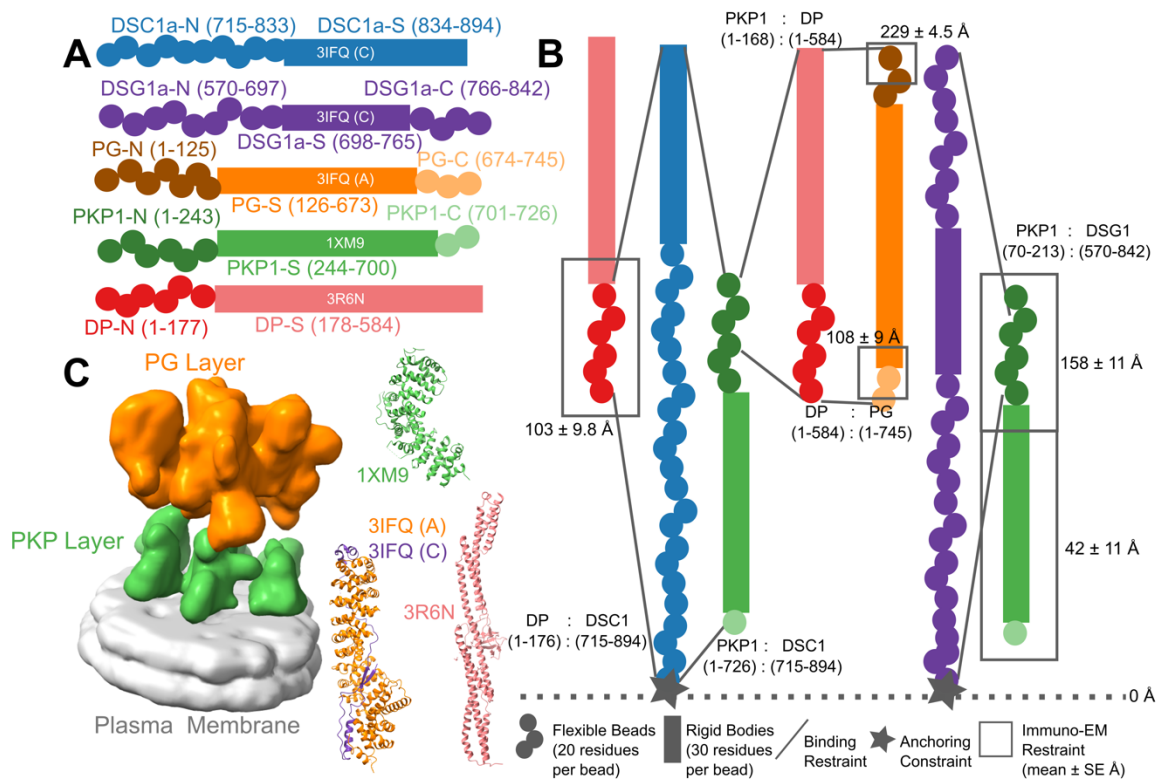 A
DSC1a-N (715-833) DSC1a-S (834-894)
3IFQ (C)
DSG1a-N (570-697) DSG1a-C (766-842)
3IFQ (C)
DSG1a-S (698-765)
PG-N (1-125) PG-C (674-745)
3IFQ (A)
PG-S (126-673)
PKP1-N (1-243) PKP1-C (701-726)
1XM9
PKP1-S (244-700)
3R6N
DP-N (1-177) DP-S (178-584)
B
PKP1 : DP
(1-168) : (1-584)
229 ± 4.5 Å
PKP1 : DSG1
(70-213) : (570-842)
108 ± 9 Å
158 ± 11 Å
103 ± 9.8 Å
DP : PG
(1-584) : (1-745)
42 ± 11 Å
DP : DSC1
(1-176) : (715-894)
PKP1 : DSC1
(1-726) : (715-894)
0 Å
Flexible Beads
(20 residues
per bead)
Rigid Bodies
(30 residues
per bead)
Binding
Restraint
Anchoring
Constraint
Immuno-EM
Restraint
(mean ± SE Å)
C
PG Layer
PKP Layer
Plasma Membrane
1XM9
3IFQ (A)
3IFQ (C)
3R6N